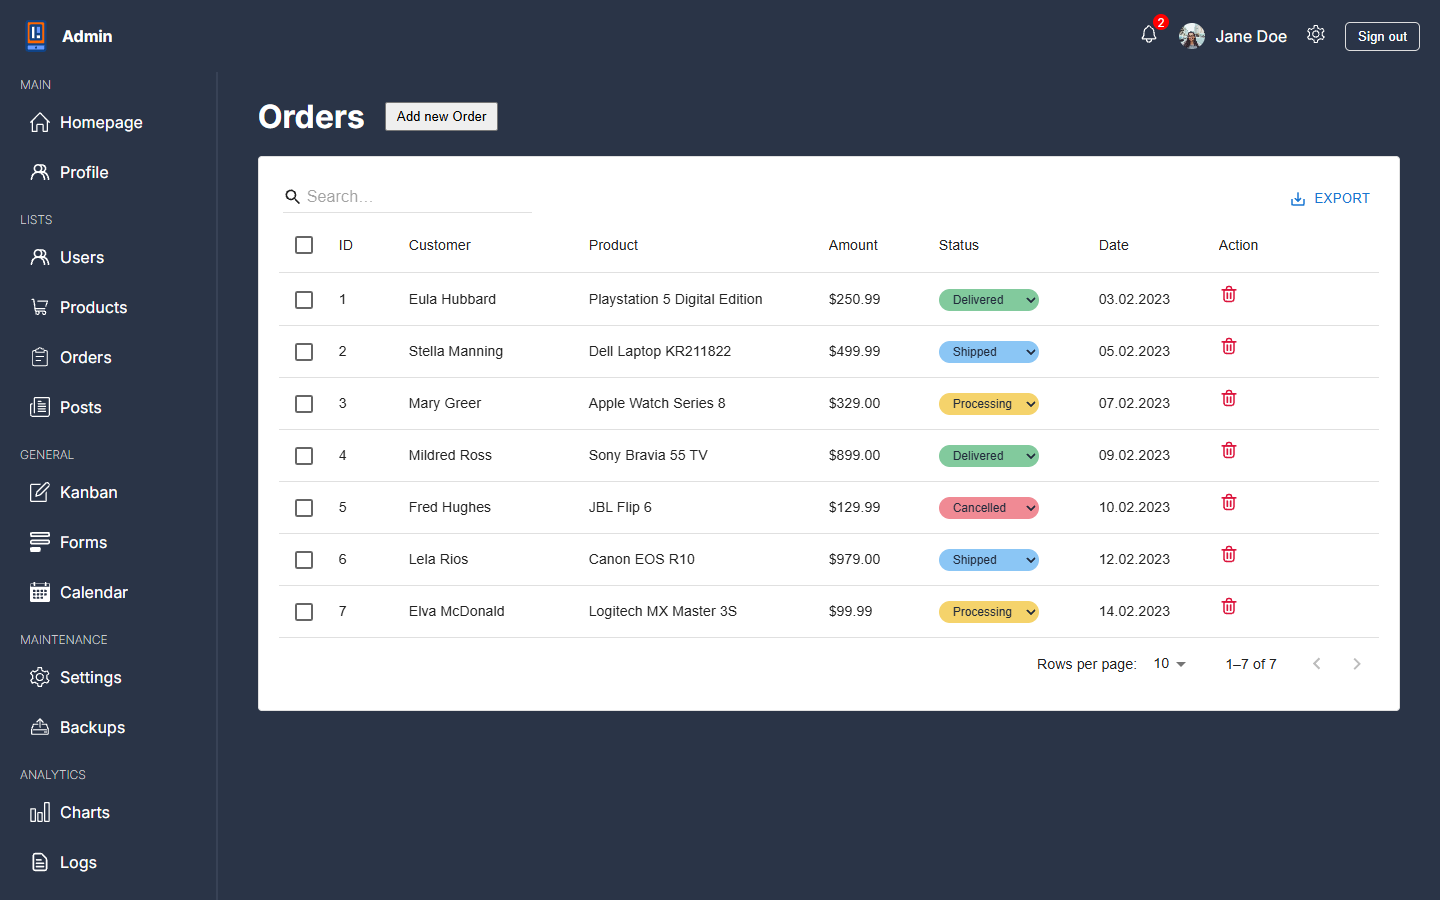 Admin
2
Jane Doe
Sign out
MAIN
Homepage
Profile
LISTS
Users
Products
Orders
Posts
GENERAL
Kanban
Forms
Calendar
MAINTENANCE
Settings
Backups
ANALYTICS
Charts
Logs
Orders
Add new Order
Search…
EXPORT
ID Customer Product Amount Status Date Action
1 Eula Hubbard Playstation 5 Digital Edition $250.99 Delivered 03.02.2023
2 Stella Manning Dell Laptop KR211822 $499.99 Shipped 05.02.2023
3 Mary Greer Apple Watch Series 8 $329.00 Processing 07.02.2023
4 Mildred Ross Sony Bravia 55 TV $899.00 Delivered 09.02.2023
5 Fred Hughes JBL Flip 6 $129.99 Cancelled 10.02.2023
6 Lela Rios Canon EOS R10 $979.00 Shipped 12.02.2023
7 Elva McDonald Logitech MX Master 3S $99.99 Processing 14.02.2023
Rows per page: 10 1–7 of 7